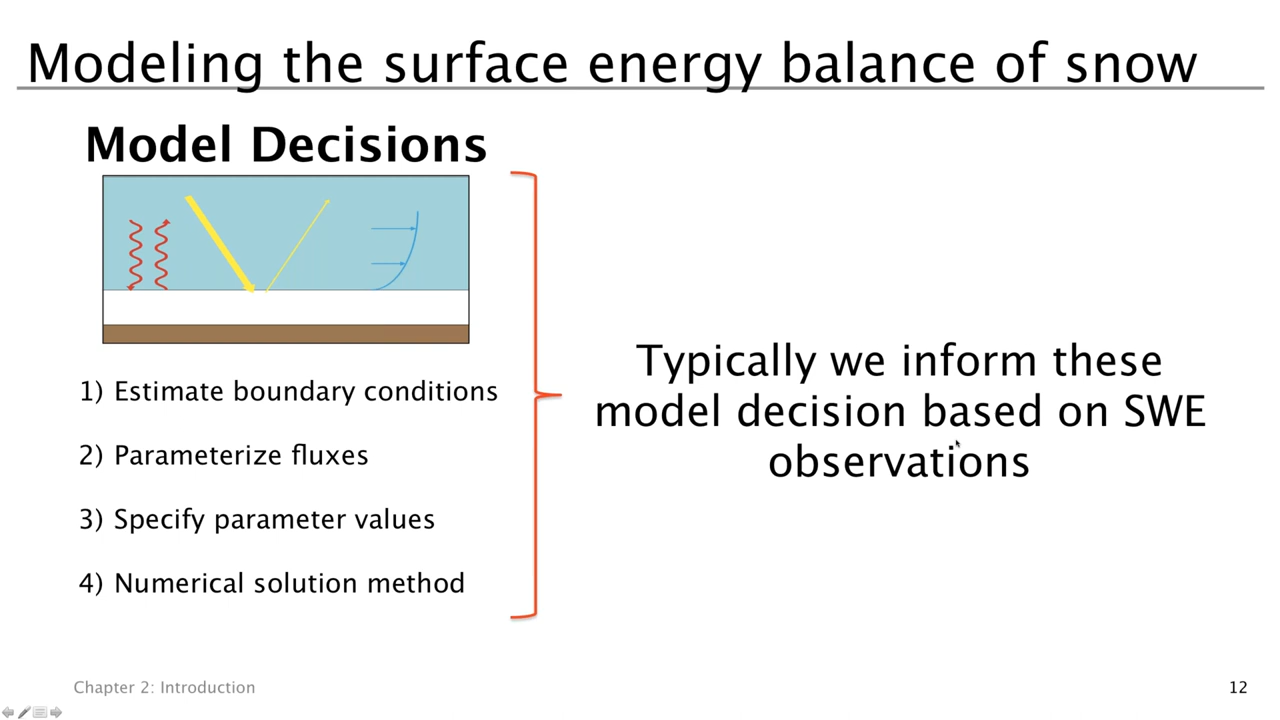 Modeling the surface energy balance of snow
Model Decisions
1) Estimate boundary conditions
2) Parameterize fluxes
3) Specify parameter values
4) Numerical solution method
Typically we inform these
model decision based on SWE
observations
Chapter 2: Introduction
12